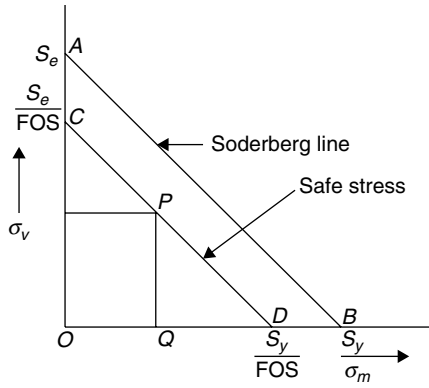 S_e A
S_e
FOS
C
Soderberg line
Safe stress
P
σ_v
D B
O Q S_y S_y
FOS σ_m